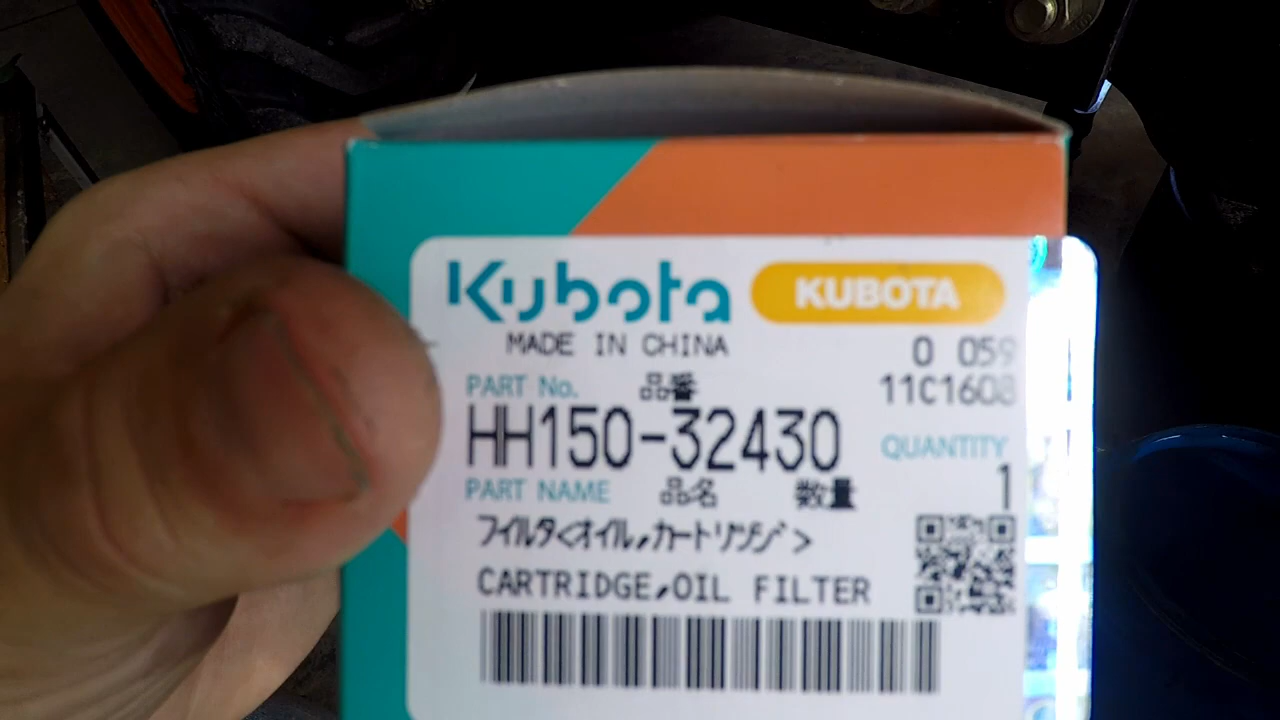 Kubota KUBOTA
MADE IN CHINA 0 059
PART No. 品番 11C1608
HH150-32430 QUANTITY
PART NAME 品名 数量 1
フイルタ<オイル,カートリツジ>
CARTRIDGE,OIL FILTER